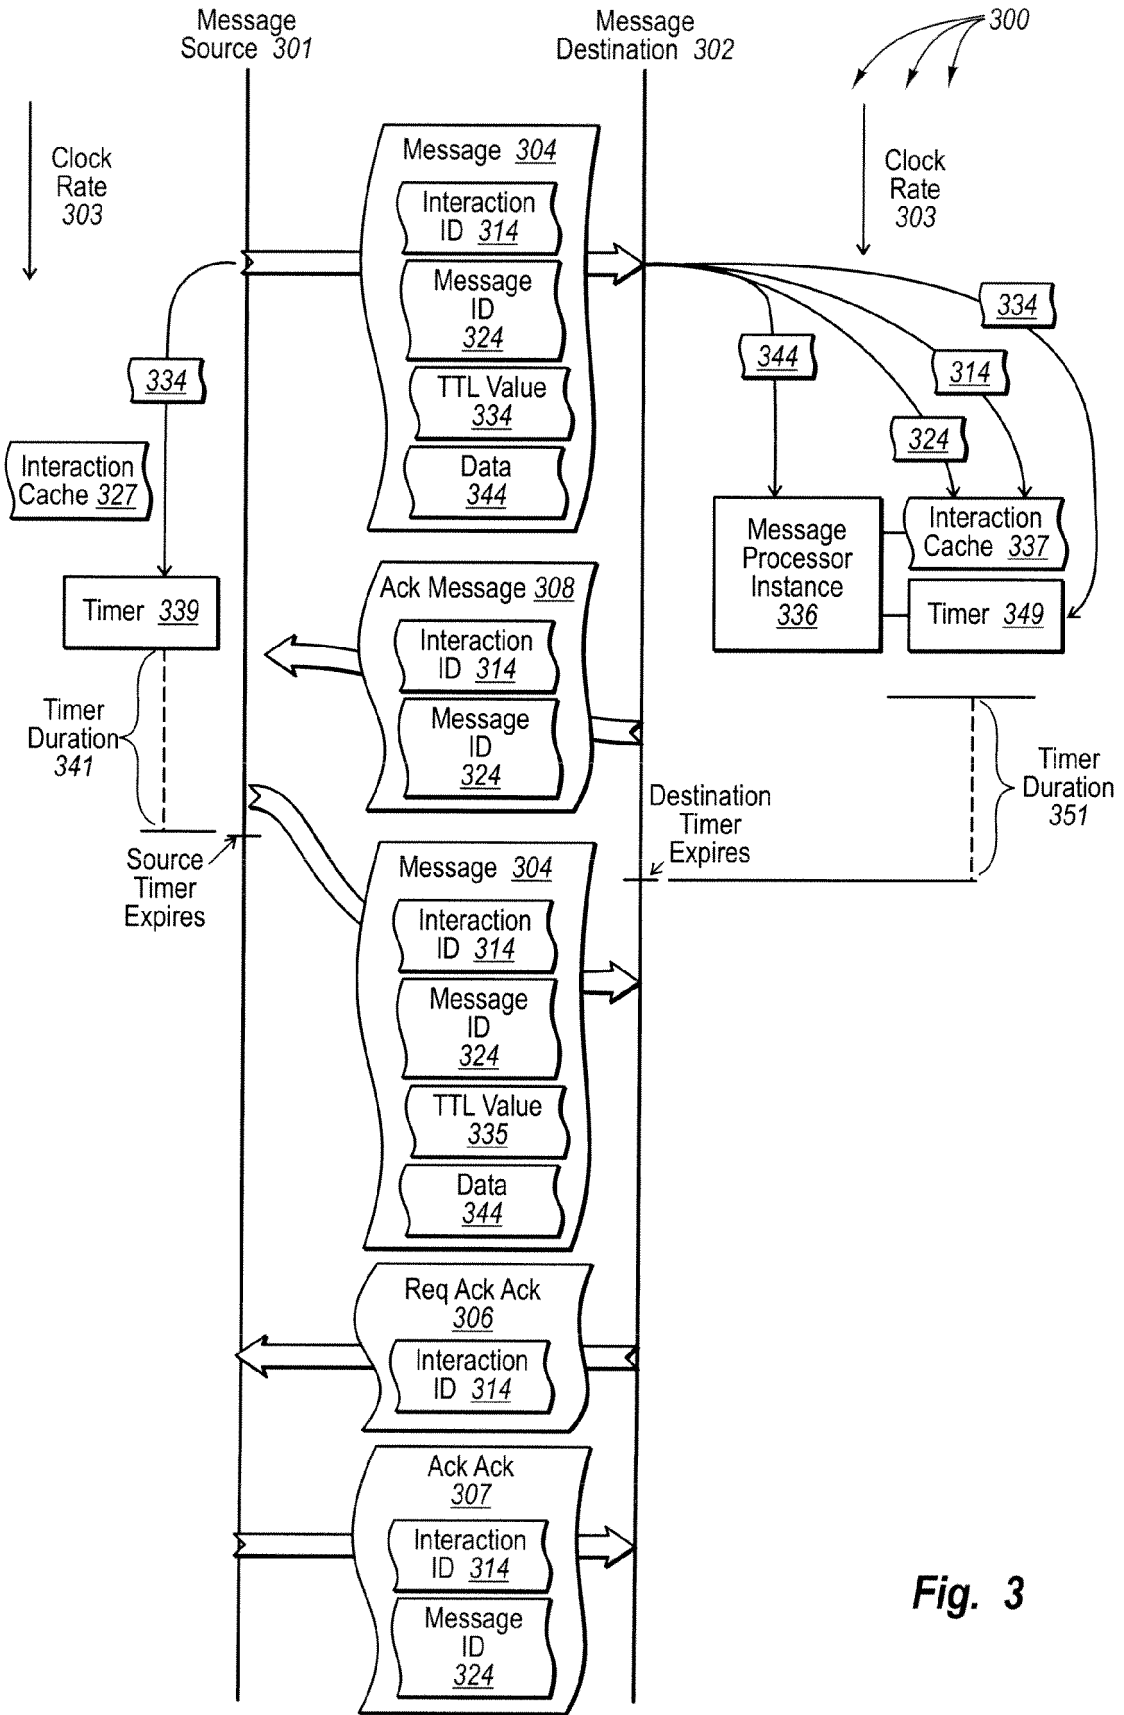 Message
Source 301
Message
Destination 302
300
Clock
Rate
303
Clock
Rate
303
Message 304
Interaction
ID 314
Message
ID
324
TTL Value
334
Data
344
334
344
334
314
324
Interaction
Cache 327
Timer 339
Message
Processor
Instance
336
Interaction
Cache 337
Timer 349
Ack Message 308
Interaction
ID 314
Message
ID
324
Timer
Duration
341
Source
Timer
Expires
Destination
Timer
Expires
Timer
Duration
351
Message 304
Interaction
ID 314
Message
ID
324
TTL Value
335
Data
344
Req Ack Ack
306
Interaction
ID 314
Ack Ack
307
Interaction
ID 314
Message
ID
324
Fig. 3